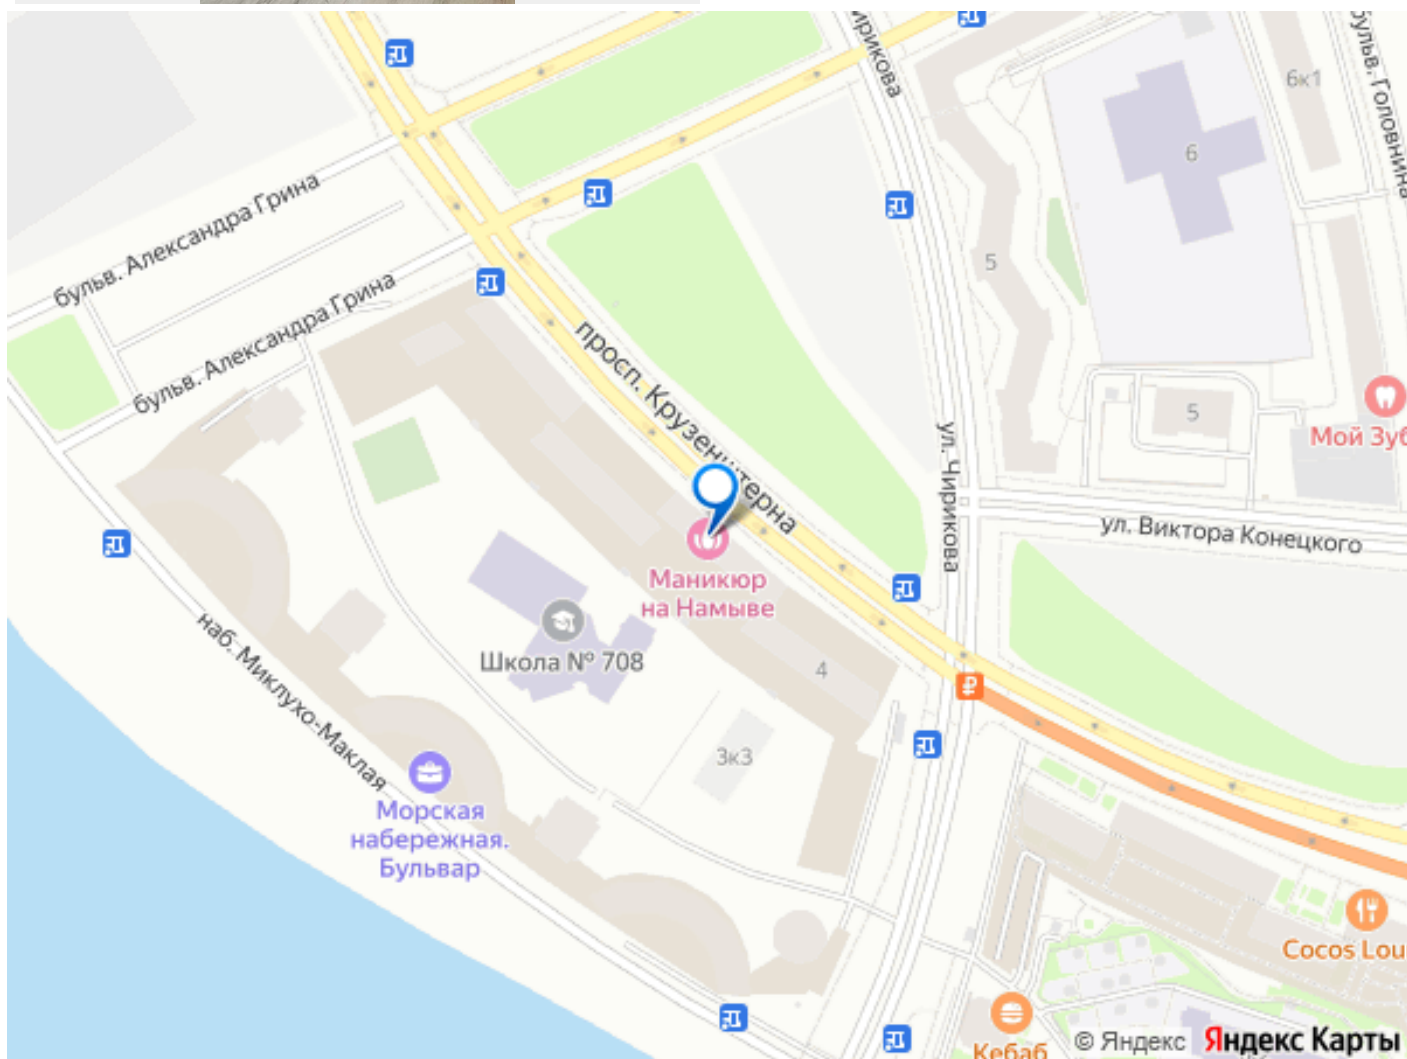 ирикова
бульв. Головнина
6к1
6
бульв. Александра Грина
5
бульв. Александра Грина
просп. Крузенштерна
5
Мой Зуб
ул. Чирикова
ул. Виктора Конецкого
Маникюр
на Намыве
наб. Миклухо-Маклая
Школа № 708
4
3к3
Морская
набережная.
Бульвар
Cocos Lou
Кебаб
© Яндекс Яндекс Карты